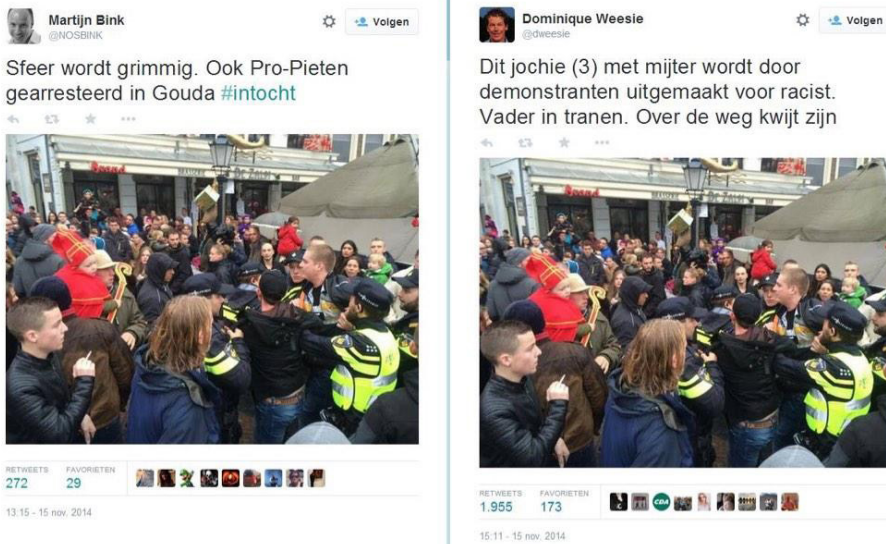 Martijn Bink
@NOSBINK
Volgen
Sfeer wordt grimmig. Ook Pro-Pieten
gearresteerd in Gouda #intocht
RETWEETS FAVORIETEN
272 29
13:15 - 15 nov. 2014
Dominique Weesie
@dweesie
Volgen
Dit jochie (3) met mijter wordt door
demonstranten uitgemaakt voor racist.
Vader in tranen. Over de weg kwijt zijn
RETWEETS FAVORIETEN
1.955 173
CDA
15:11 - 15 nov. 2014